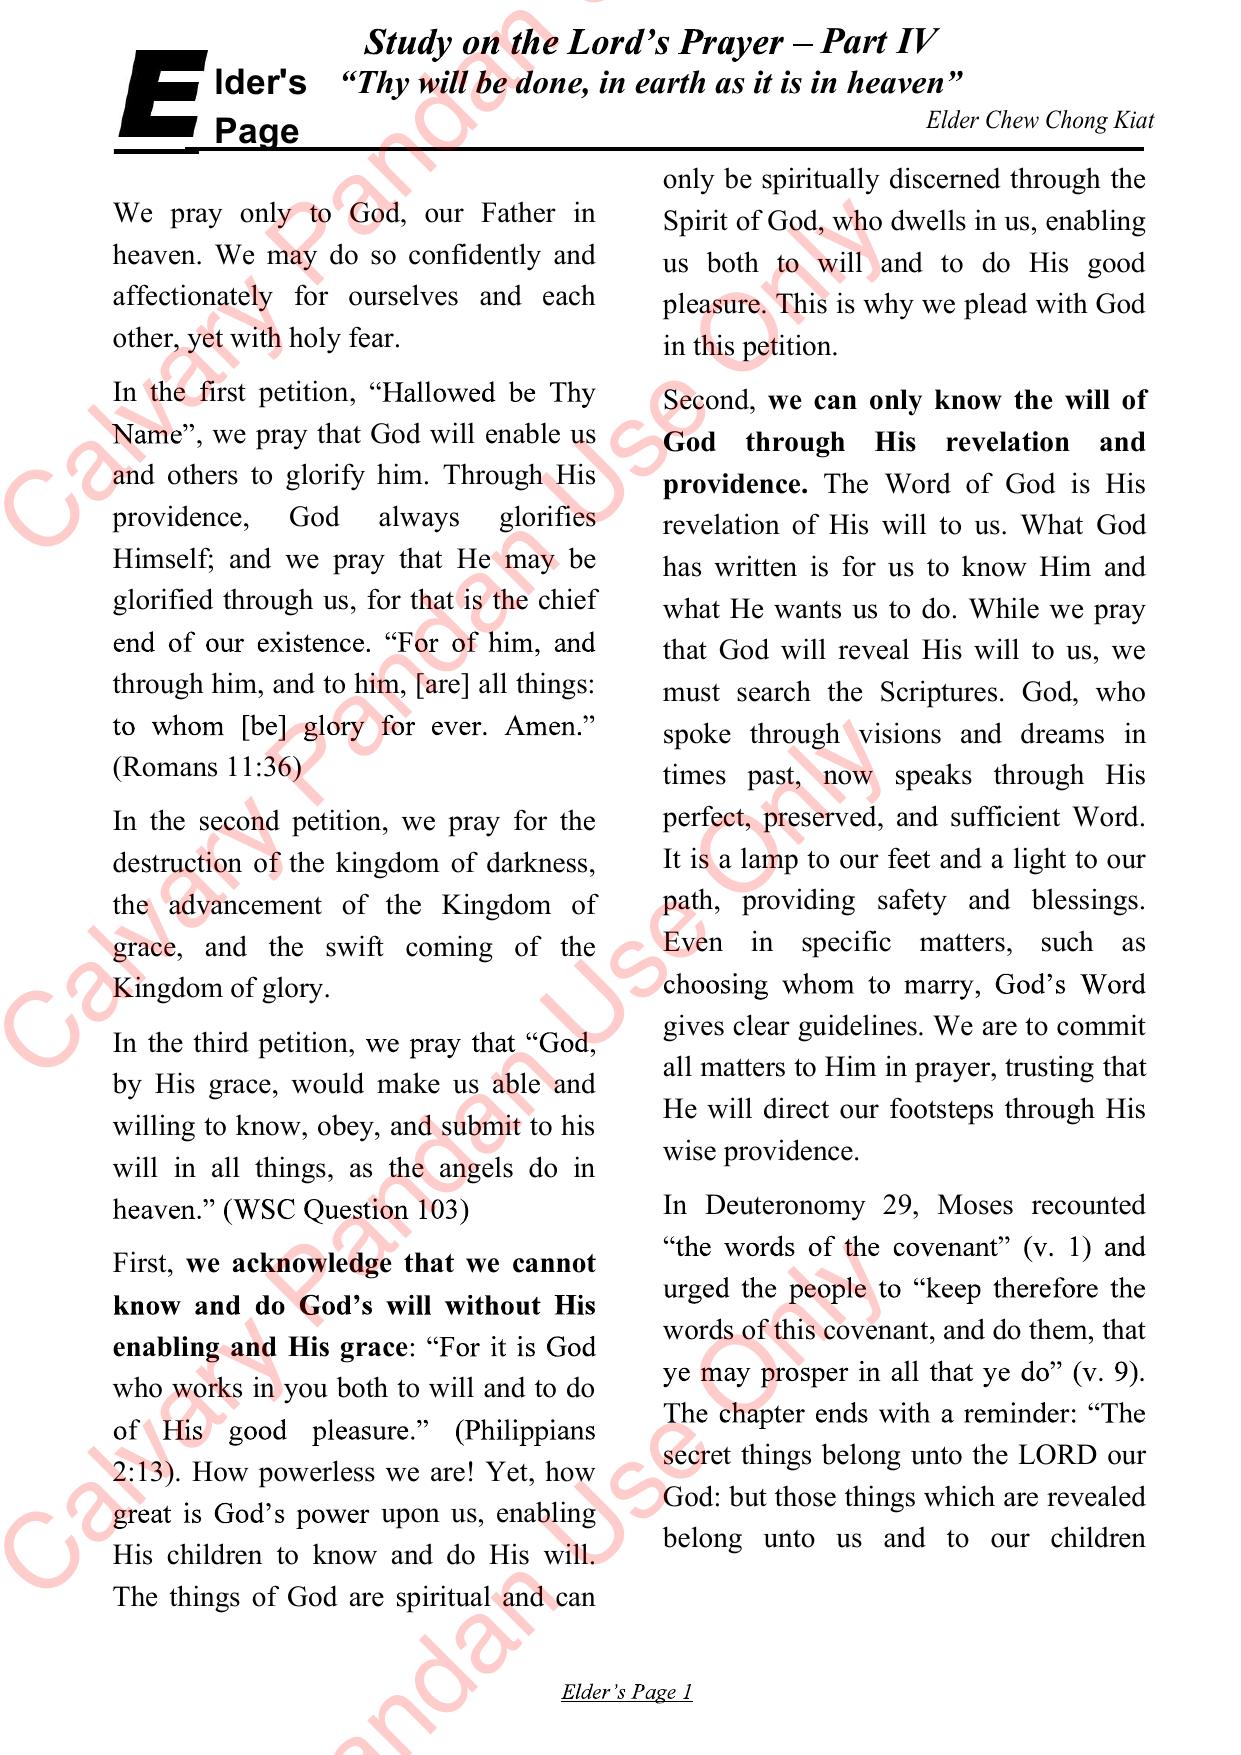 Study on the Lord’s Prayer – Part IV
“Thy will be done, in earth as it is in heaven”
Elder's
Page
Elder Chew Chong Kiat
We pray only to God, our Father in
heaven. We may do so confidently and
affectionately for ourselves and each
other, yet with holy fear.
In the first petition, “Hallowed be Thy
Name”, we pray that God will enable us
and others to glorify him. Through His
providence, God always glorifies
Himself; and we pray that He may be
glorified through us, for that is the chief
end of our existence. “For of him, and
through him, and to him, [are] all things:
to whom [be] glory for ever. Amen.”
(Romans 11:36)
In the second petition, we pray for the
destruction of the kingdom of darkness,
the advancement of the Kingdom of
grace, and the swift coming of the
Kingdom of glory.
In the third petition, we pray that “God,
by His grace, would make us able and
willing to know, obey, and submit to his
will in all things, as the angels do in
heaven.” (WSC Question 103)
First, we acknowledge that we cannot
know and do God’s will without His
enabling and His grace: “For it is God
who works in you both to will and to do
of His good pleasure.” (Philippians
2:13). How powerless we are! Yet, how
great is God’s power upon us, enabling
His children to know and do His will.
The things of God are spiritual and can
only be spiritually discerned through the
Spirit of God, who dwells in us, enabling
us both to will and to do His good
pleasure. This is why we plead with God
in this petition.
Second, we can only know the will of
God through His revelation and
providence. The Word of God is His
revelation of His will to us. What God
has written is for us to know Him and
what He wants us to do. While we pray
that God will reveal His will to us, we
must search the Scriptures. God, who
spoke through visions and dreams in
times past, now speaks through His
perfect, preserved, and sufficient Word.
It is a lamp to our feet and a light to our
path, providing safety and blessings.
Even in specific matters, such as
choosing whom to marry, God’s Word
gives clear guidelines. We are to commit
all matters to Him in prayer, trusting that
He will direct our footsteps through His
wise providence.
In Deuteronomy 29, Moses recounted
“the words of the covenant” (v. 1) and
urged the people to “keep therefore the
words of this covenant, and do them, that
ye may prosper in all that ye do” (v. 9).
The chapter ends with a reminder: “The
secret things belong unto the LORD our
God: but those things which are revealed
belong unto us and to our children
Elder’s Page 1
Calvary Pandan Use Only
Calvary Pandan Use Only
Calvary Pandan Use Only
Pandan Use Only